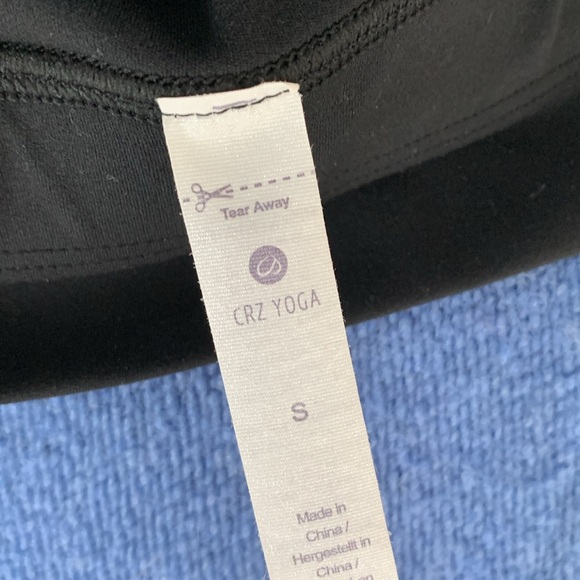 Tear Away
CRZ YOGA
S
Made in
China /
Hergestellt in
China /